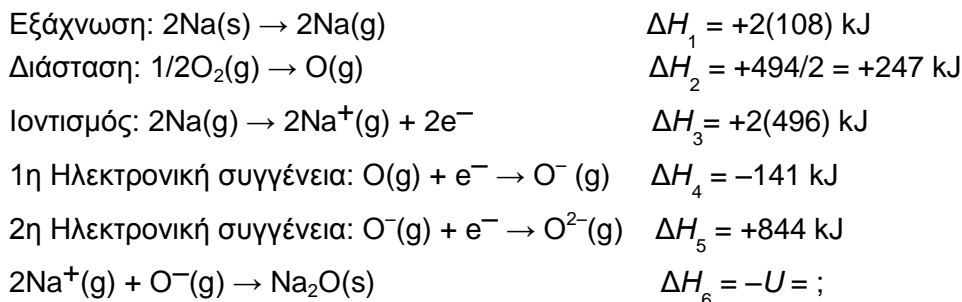 Εξάχνωση: 2Na(s) → 2Na(g) ΔH₁ = +2(108) kJ
Διάσταση: 1/2O₂(g) → O(g) ΔH₂ = +494/2 = +247 kJ
Ιοντισμός: 2Na(g) → 2Na⁺(g) + 2e⁻ ΔH₃= +2(496) kJ
1η Ηλεκτρονική συγγένεια: O(g) + e⁻ → O⁻ (g) ΔH₄ = –141 kJ
2η Ηλεκτρονική συγγένεια: O⁻(g) + e⁻ → O²⁻(g) ΔH₅ = +844 kJ
2Na⁺(g) + O⁻(g) → Na₂O(s) ΔH₆ = –U = ;